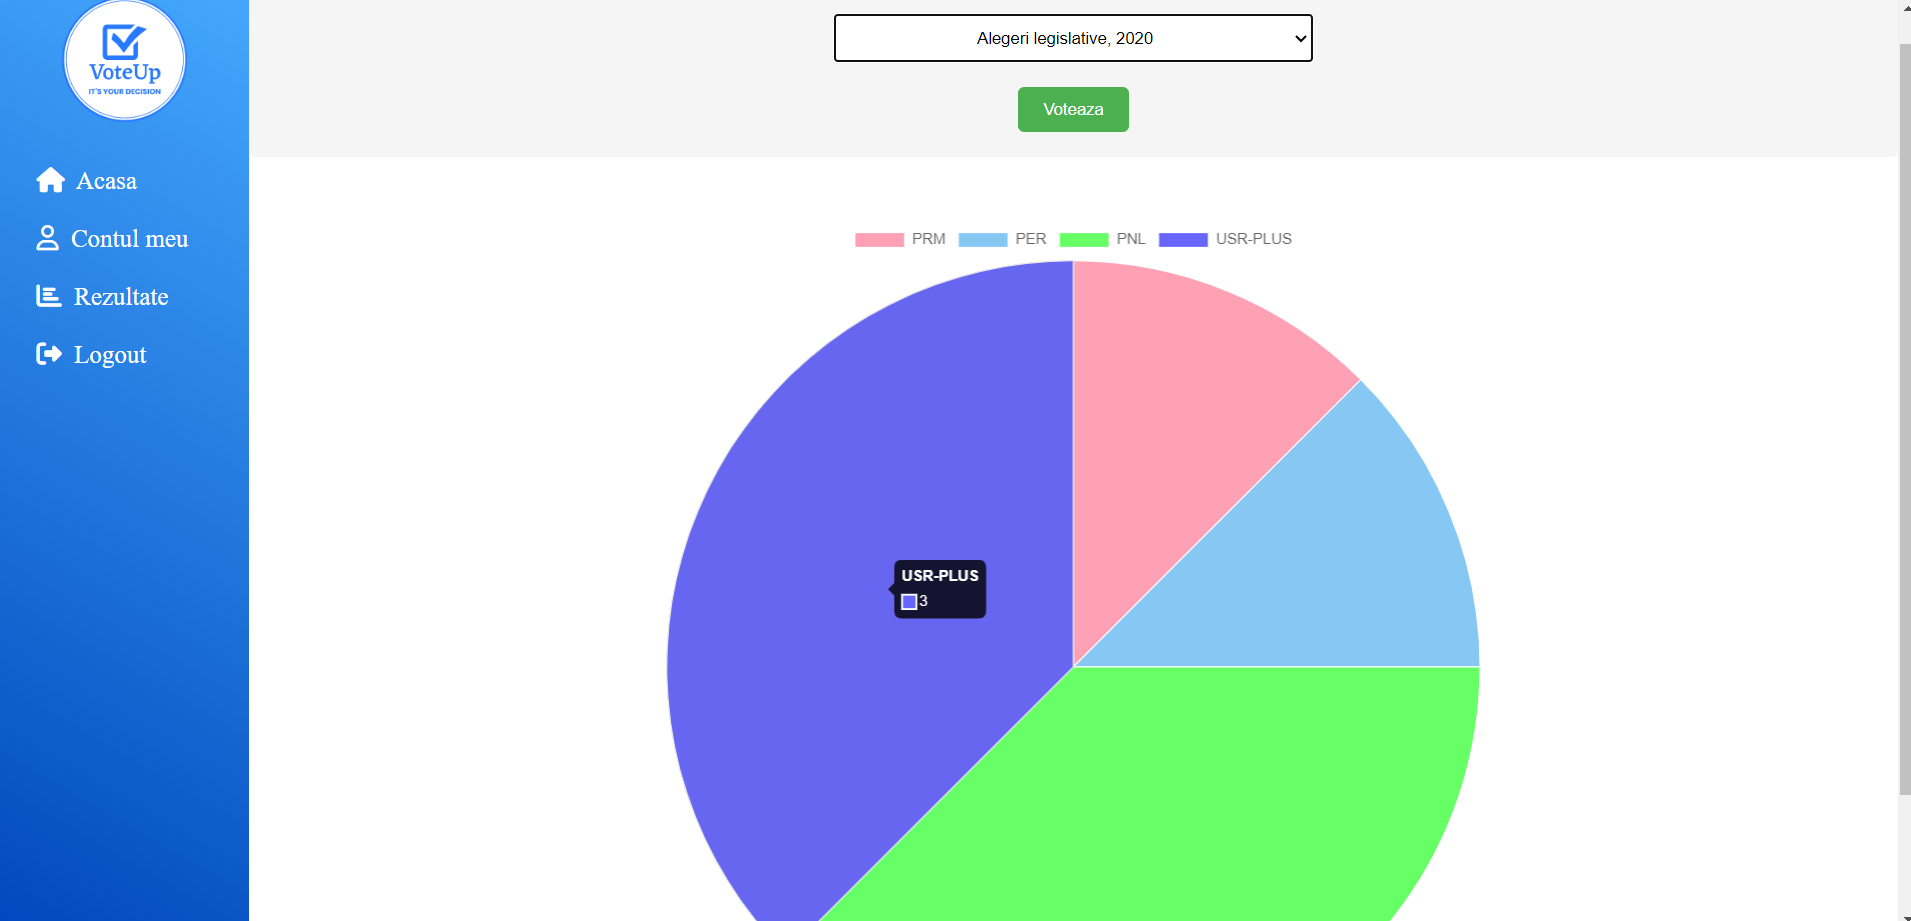 VoteUp
IT'S YOUR DECISION
Acasa
Contul meu
Rezultate
Logout
Alegeri legislative, 2020
Voteaza
PRM PER PNL USR-PLUS
USR-PLUS
3